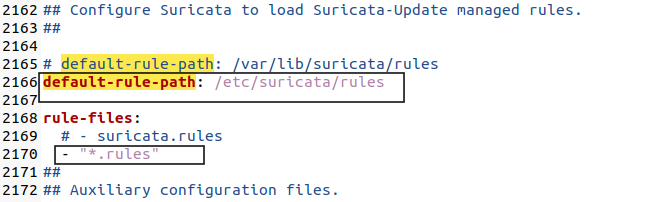 2162 ## Configure Suricata to load Suricata-Update managed rules.
2163 ##
2164
2165 # default-rule-path: /var/lib/suricata/rules
2166 default-rule-path: /etc/suricata/rules
2167
2168 rule-files:
2169   # - suricata.rules
2170   - "*.rules"
2171 ##
2172 ## Auxiliary configuration files.